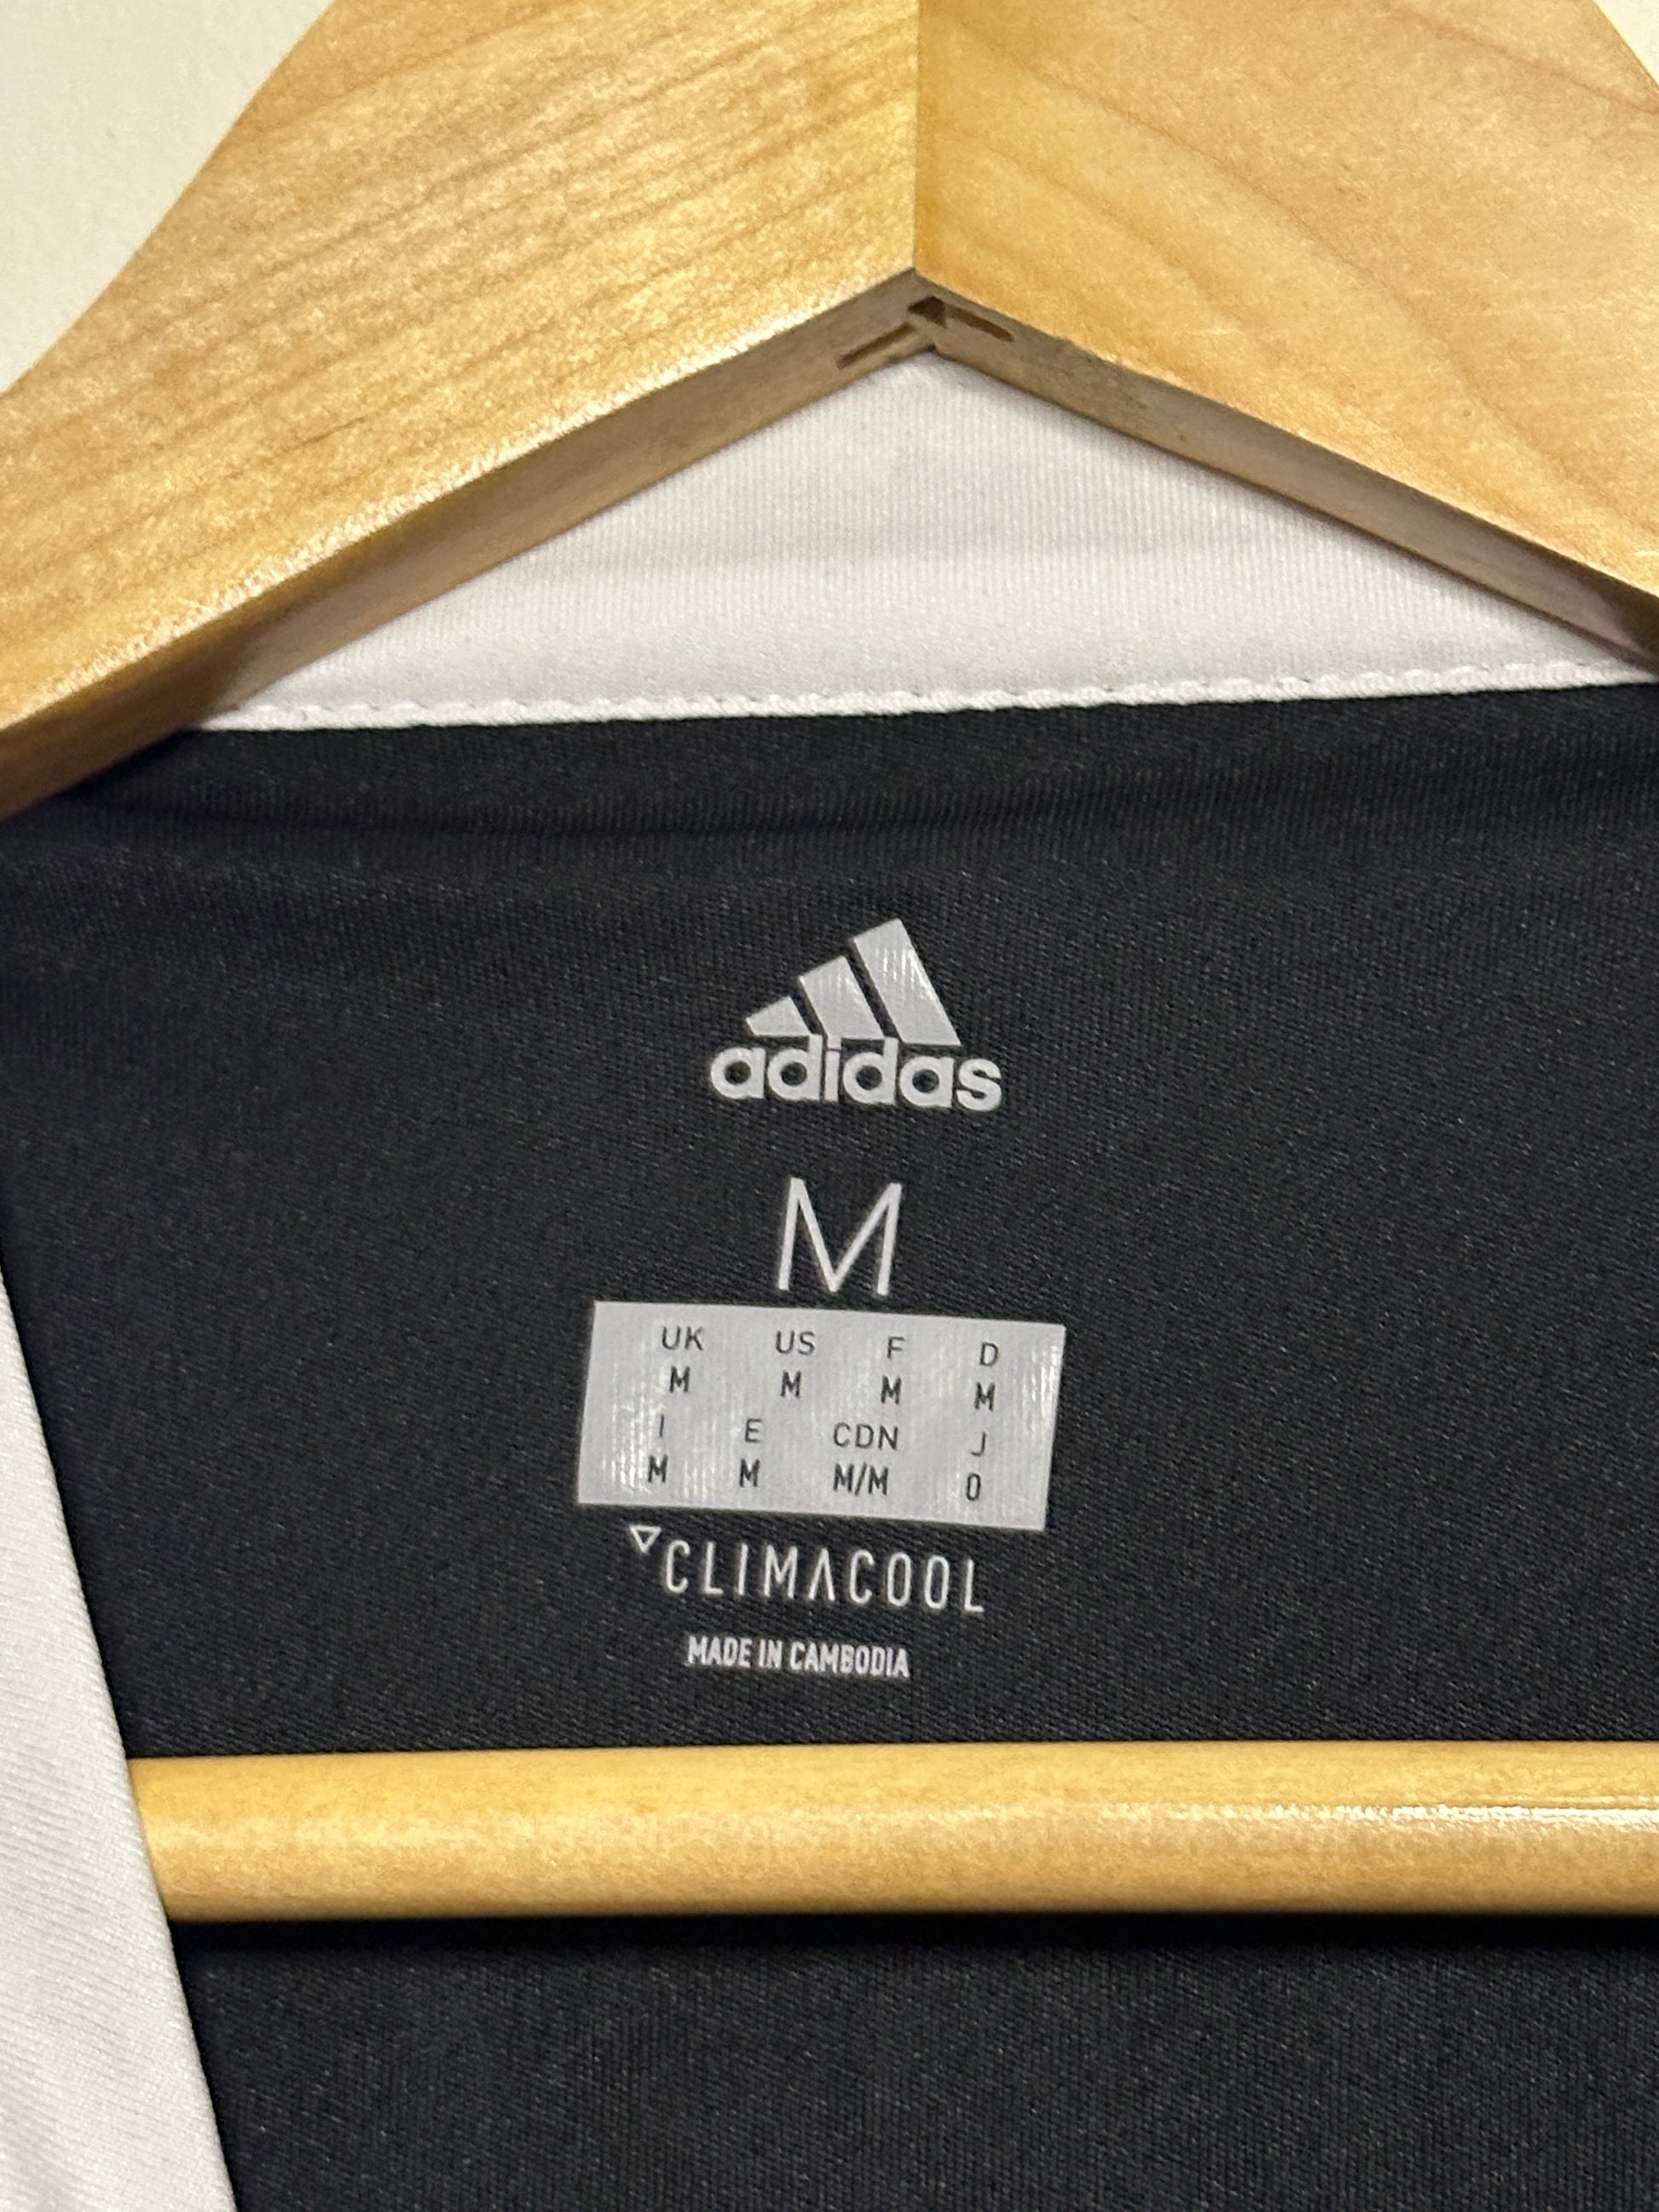 adidas
M
UK US F D
M M M M
I E CDN J
M M M/M O
CLIMACOOL
MADE IN CAMBODIA